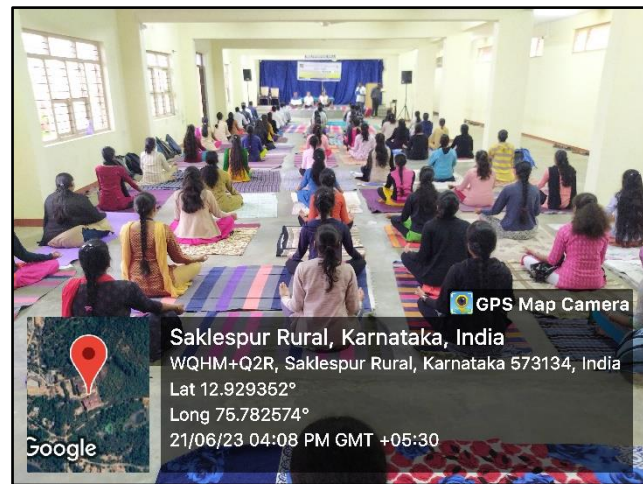 GPS Map Camera
Saklespur Rural, Karnataka, India
WQHM+Q2R, Saklespur Rural, Karnataka 573134, India
Lat 12.929352°
Long 75.782574°
21/06/23 04:08 PM GMT +05:30
Google